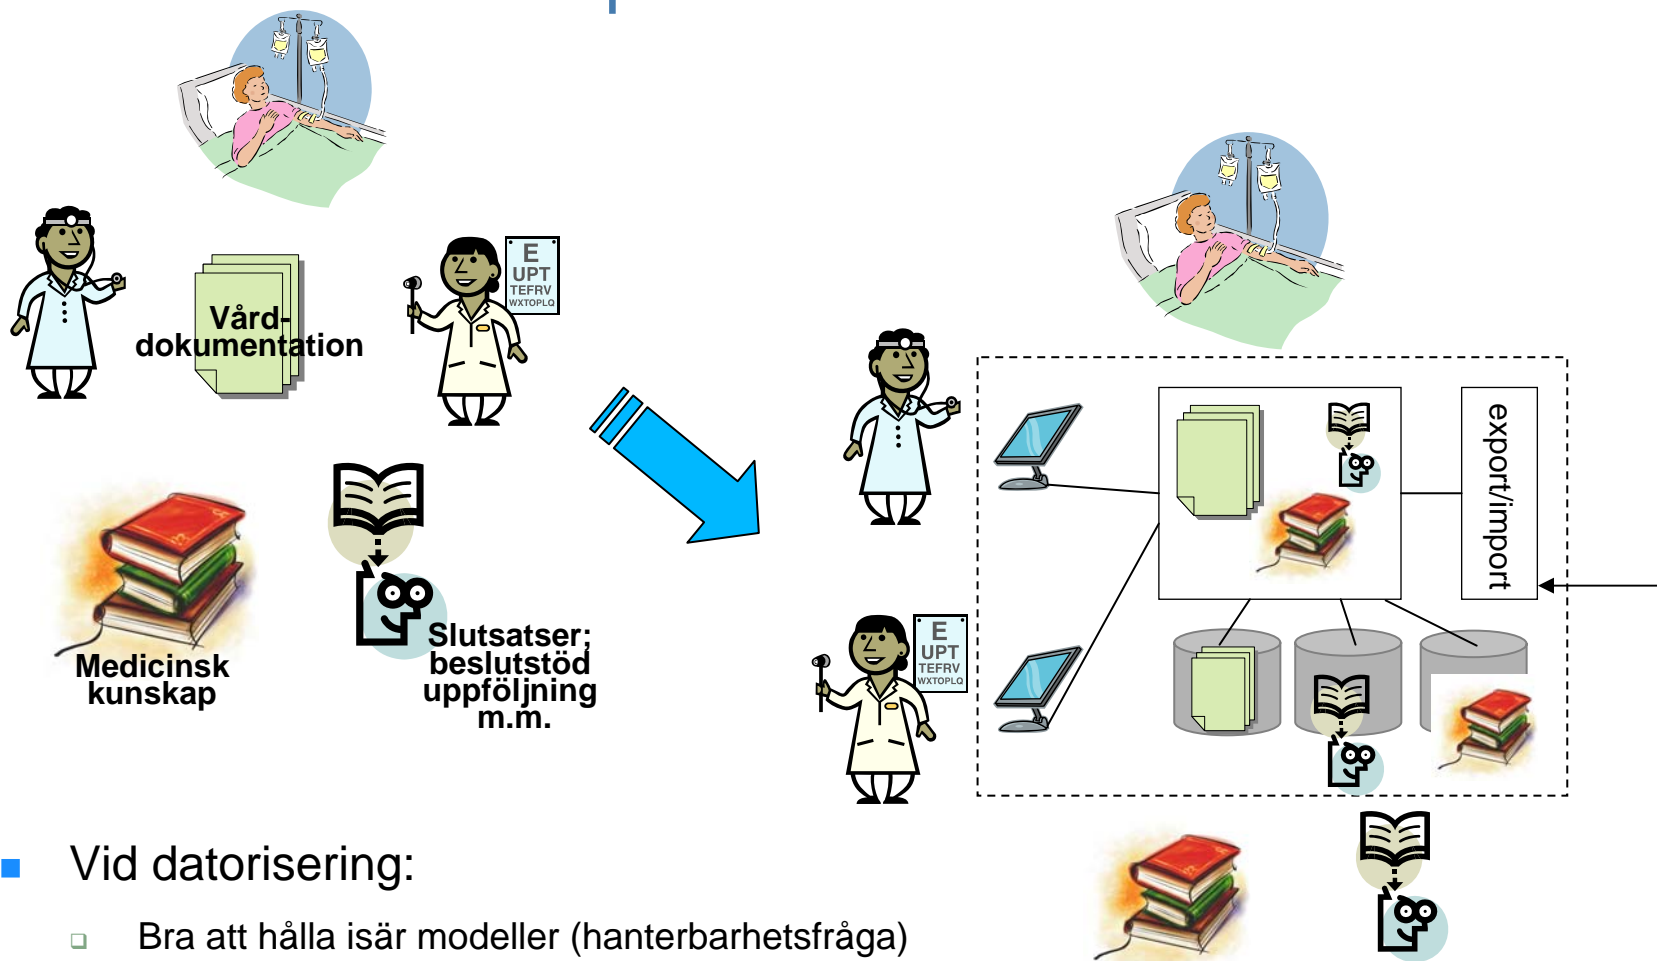 E
UPT
TEFRV
WXTOPLQ
Vård-
dokumentation
Medicinsk
kunskap
Slutsatser;
beslutstöd
uppföljning
m.m.
export/import
E
UPT
TEFRV
WXTOPLQ
Vid datorisering:
Bra att hålla isär modeller (hanterbarhetsfråga)